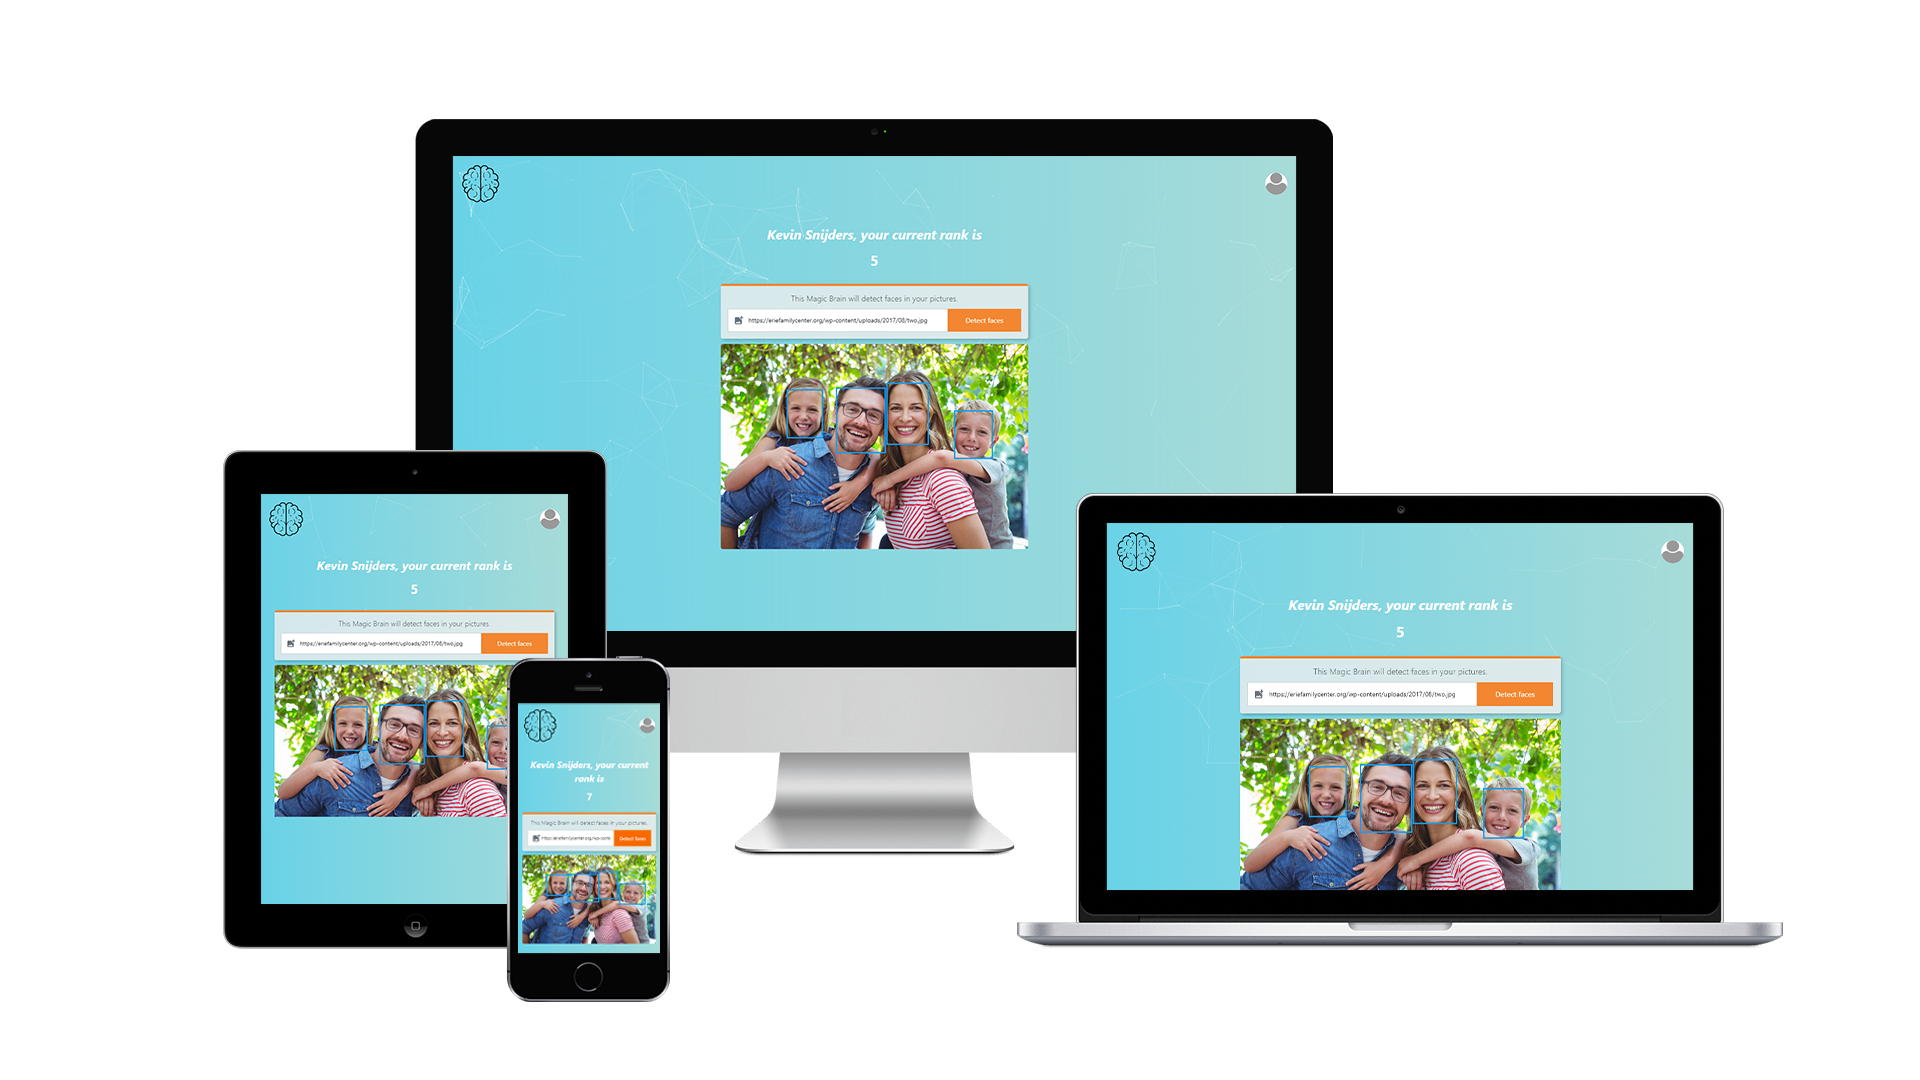 Kevin Snijders, your current rank is
5
This Magic Brain will detect faces in your pictures.
https://eriefamilycenter.org/wp-content/uploads/2017/08/two.jpg
Detect faces
Kevin Snijders, your current rank is
5
This Magic Brain will detect faces in your pictures.
https://eriefamilycenter.org/wp-content/uploads/2017/08/two.jpg
Detect faces
Kevin Snijders, your current
rank is
7
This Magic Brain will detect faces in your pictures.
https://eriefamilycenter.org/wp-conte
Detect faces
Kevin Snijders, your current rank is
5
This Magic Brain will detect faces in your pictures.
https://eriefamilycenter.org/wp-content/uploads/2017/08/two.jpg
Detect faces